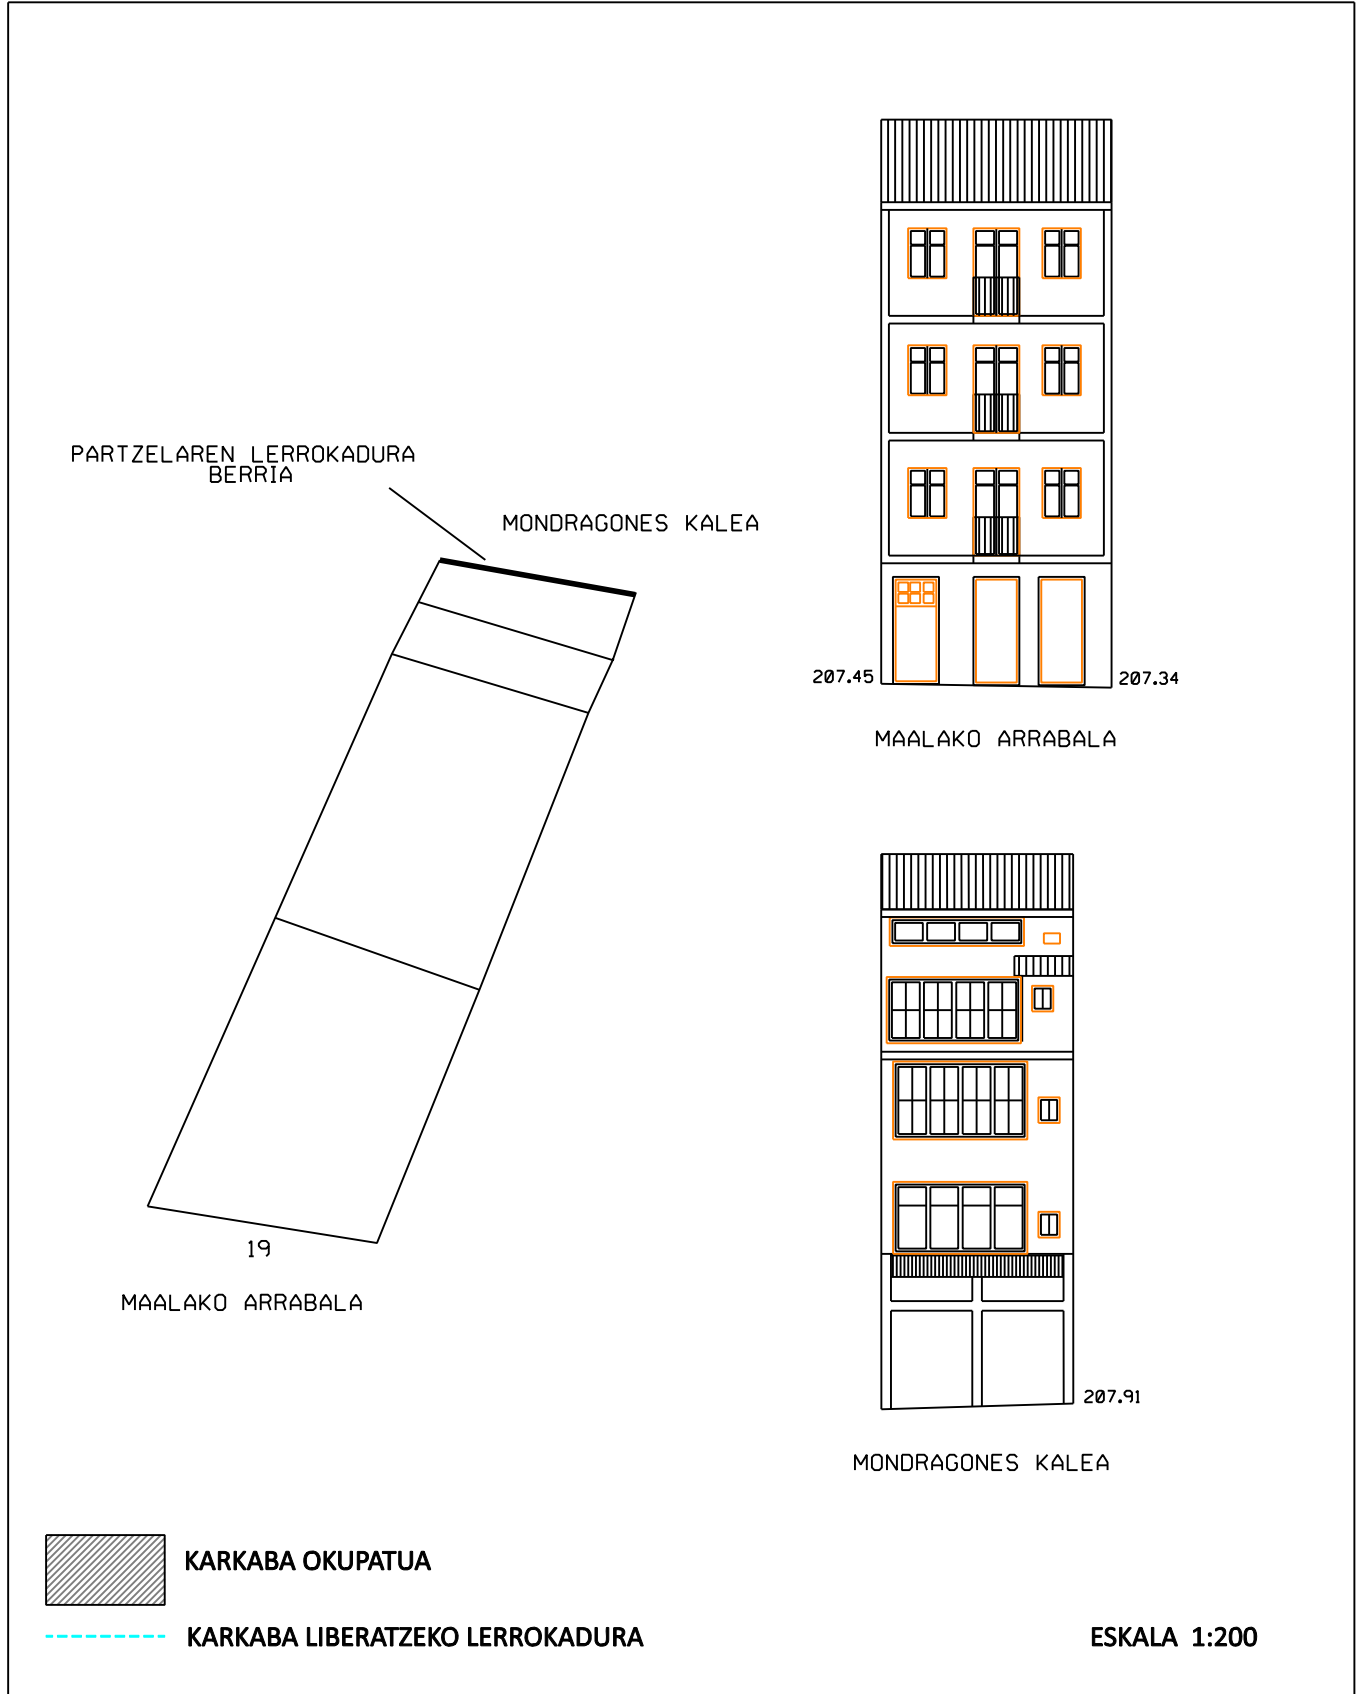 PARTZELAREN LERROKADURA
BERRIA
MONDRAGONES KALEA
19
MAALAKO ARRABALA
207.45
207.34
MAALAKO ARRABALA
207.91
MONDRAGONES KALEA
KARKABA OKUPATUA
KARKABA LIBERATZEKO LERROKADURA
ESKALA 1:200